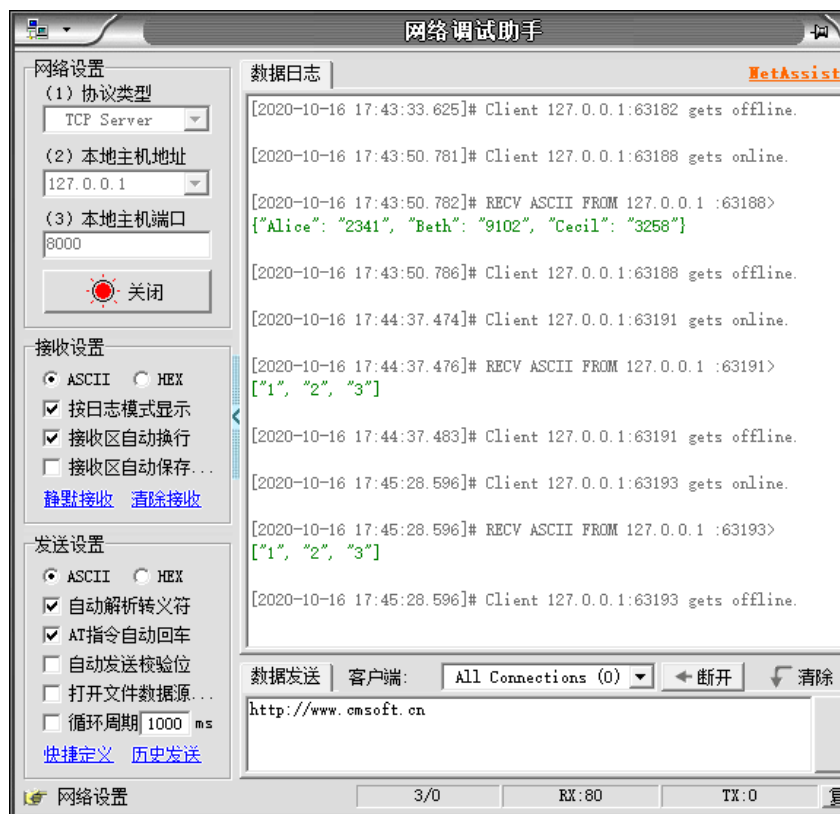 网络调试助手
网络设置
(1) 协议类型
TCP Server
(2) 本地主机地址
127.0.0.1
(3) 本地主机端口
8000
关闭
接收设置
ASCII HEX
按日志模式显示
接收区自动换行
接收区自动保存...
静默接收 清除接收
发送设置
ASCII HEX
自动解析转义符
AT指令自动回车
自动发送校验位
打开文件数据源...
循环周期 1000 ms
快捷定义 历史发送
数据日志 NetAssist
[2020-10-16 17:43:33.625]# Client 127.0.0.1:63182 gets offline.
[2020-10-16 17:43:50.781]# Client 127.0.0.1:63188 gets online.
[2020-10-16 17:43:50.782]# RECV ASCII FROM 127.0.0.1 :63188>
{"Alice": "2341", "Beth": "9102", "Cecil": "3258"}
[2020-10-16 17:43:50.786]# Client 127.0.0.1:63188 gets offline.
[2020-10-16 17:44:37.474]# Client 127.0.0.1:63191 gets online.
[2020-10-16 17:44:37.476]# RECV ASCII FROM 127.0.0.1 :63191>
["1", "2", "3"]
[2020-10-16 17:44:37.483]# Client 127.0.0.1:63191 gets offline.
[2020-10-16 17:45:28.596]# Client 127.0.0.1:63193 gets online.
[2020-10-16 17:45:28.596]# RECV ASCII FROM 127.0.0.1 :63193>
["1", "2", "3"]
[2020-10-16 17:45:28.596]# Client 127.0.0.1:63193 gets offline.
数据发送 客户端: All Connections (0) 断开 清除
http://www.cmsoft.cn
网络设置 3/0 RX:80 TX:0